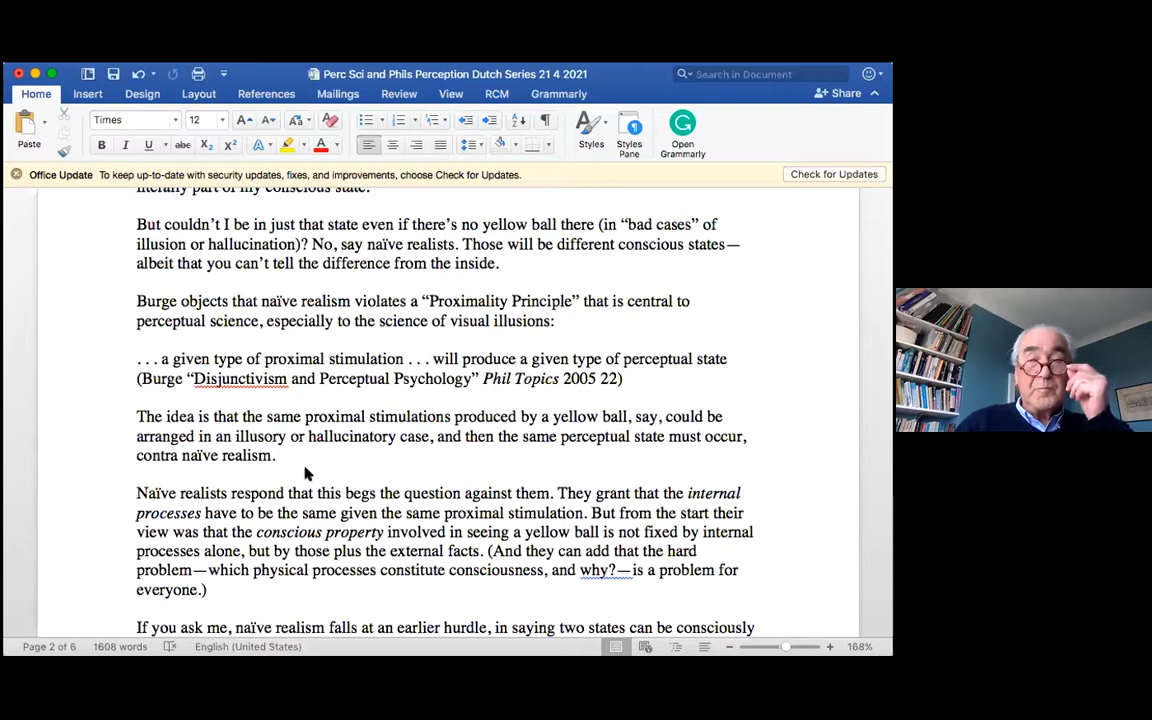 Perc Sci and Phils Perception Dutch Series 21 4 2021
Search in Document
Home Insert Design Layout References Mailings Review View RCM Grammarly
Share
Times 12
Paste
B I U abc X₂ X² A A
Styles
Styles Pane
Open Grammarly
Office Update To keep up-to-date with security updates, fixes, and improvements, choose Check for Updates.
Check for Updates
literally part of my conscious state.
But couldn't I be in just that state even if there's no yellow ball there (in “bad cases” of
illusion or hallucination)? No, say naïve realists. Those will be different conscious states—
albeit that you can't tell the difference from the inside.
Burge objects that naïve realism violates a “Proximality Principle” that is central to
perceptual science, especially to the science of visual illusions:
. . . a given type of proximal stimulation . . . will produce a given type of perceptual state
(Burge “Disjunctivism and Perceptual Psychology” Phil Topics 2005 22)
The idea is that the same proximal stimulations produced by a yellow ball, say, could be
arranged in an illusory or hallucinatory case, and then the same perceptual state must occur,
contra naïve realism.
Naïve realists respond that this begs the question against them. They grant that the internal
processes have to be the same given the same proximal stimulation. But from the start their
view was that the conscious property involved in seeing a yellow ball is not fixed by internal
processes alone, but by those plus the external facts. (And they can add that the hard
problem—which physical processes constitute consciousness, and why?—is a problem for
everyone.)
If you ask me, naïve realism falls at an earlier hurdle, in saying two states can be consciously
Page 2 of 6 1608 words English (United States) 168%